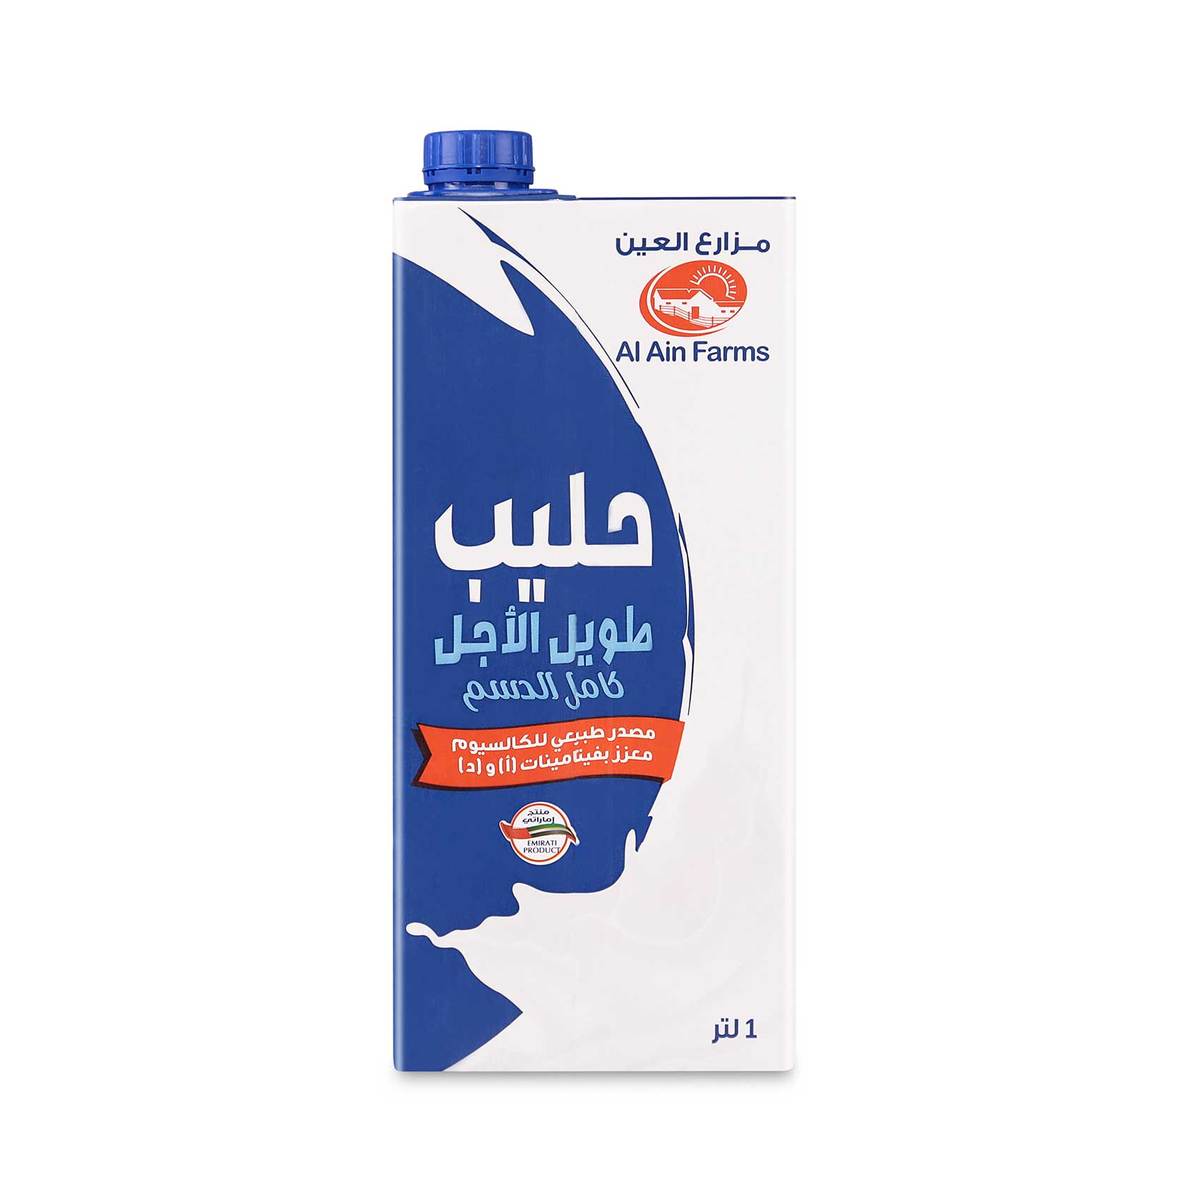 مزارع العين
Al Ain Farms
حليب
طويل الأجل
كامل الدسم
مصدر طبيعي للكالسيوم
معزز بفيتامينات (أ) و (د)
منتج
إماراتي
EMIRATI
PRODUCT
1 لتر